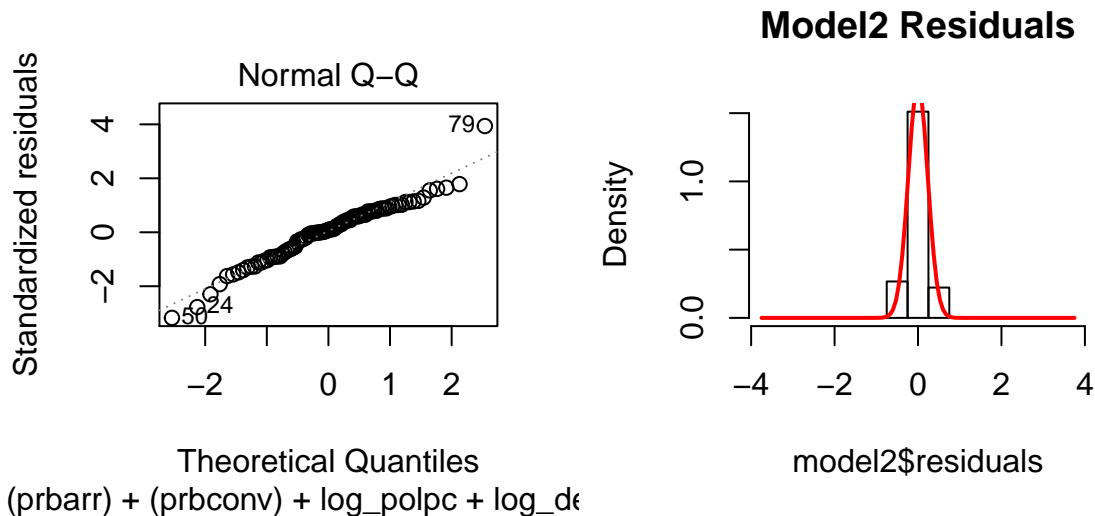 Model2 Residuals
Normal Q−Q
Standardized residuals
4
2
0
−2
79
24
50
−2
0
1
2
Theoretical Quantiles
(prbarr) + (prbconv) + log_polpc + log_de
Density
1.0
0.0
−4
−2
0
2
4
model2$residuals